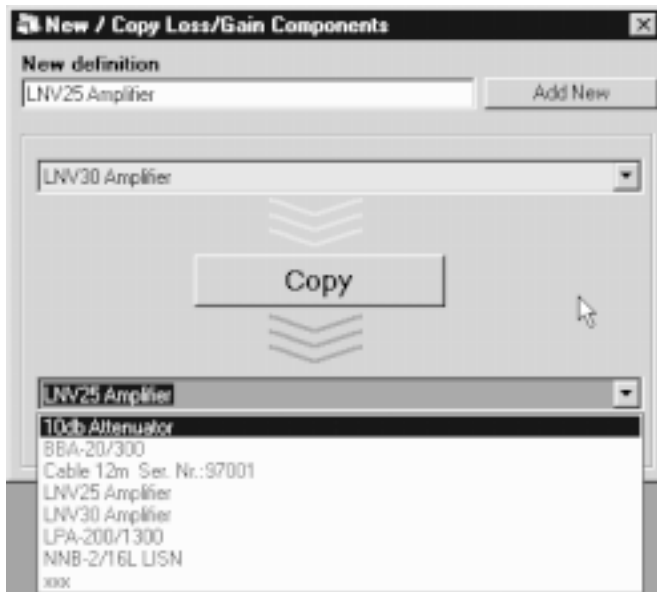 New / Copy Loss/Gain Components
New definition
LNV25 Amplifier
Add New
LNV30 Amplifier
Copy
LNV25 Amplifier
10db Attenuator
BBA-20/300
Cable 12m Ser. Nr.:97001
LNV25 Amplifier
LNV30 Amplifier
LPA-200/1300
NNB-2/16L LISN
xxx